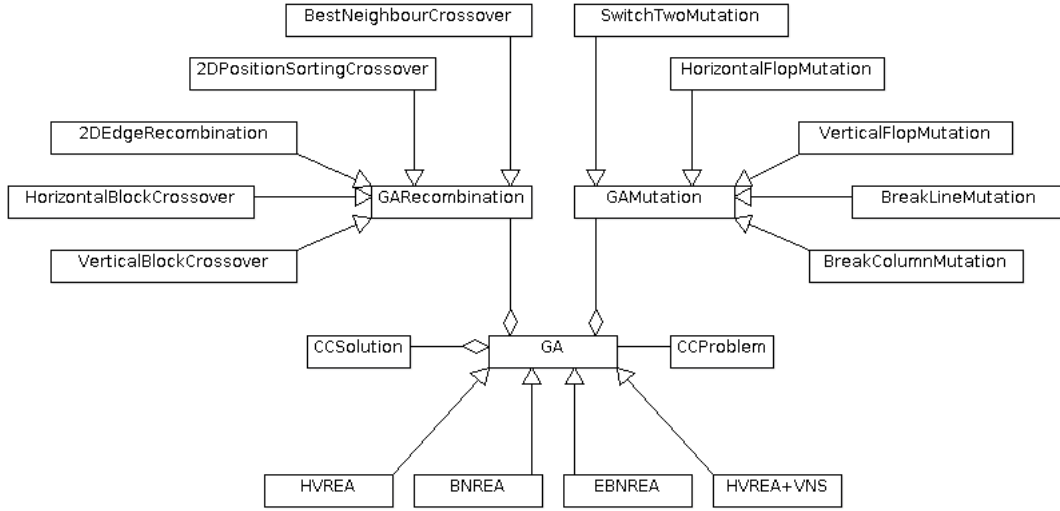 BestNeighbourCrossover
SwitchTwoMutation
2DPositionSortingCrossover
HorizontalFlopMutation
2DEdgeRecombination
VerticalFlopMutation
HorizontalBlockCrossover
GARecombination
GAMutation
BreakLineMutation
VerticalBlockCrossover
BreakColumnMutation
CCSolution
GA
CCProblem
HVREA
BNREA
EBNREA
HVREA+VNS